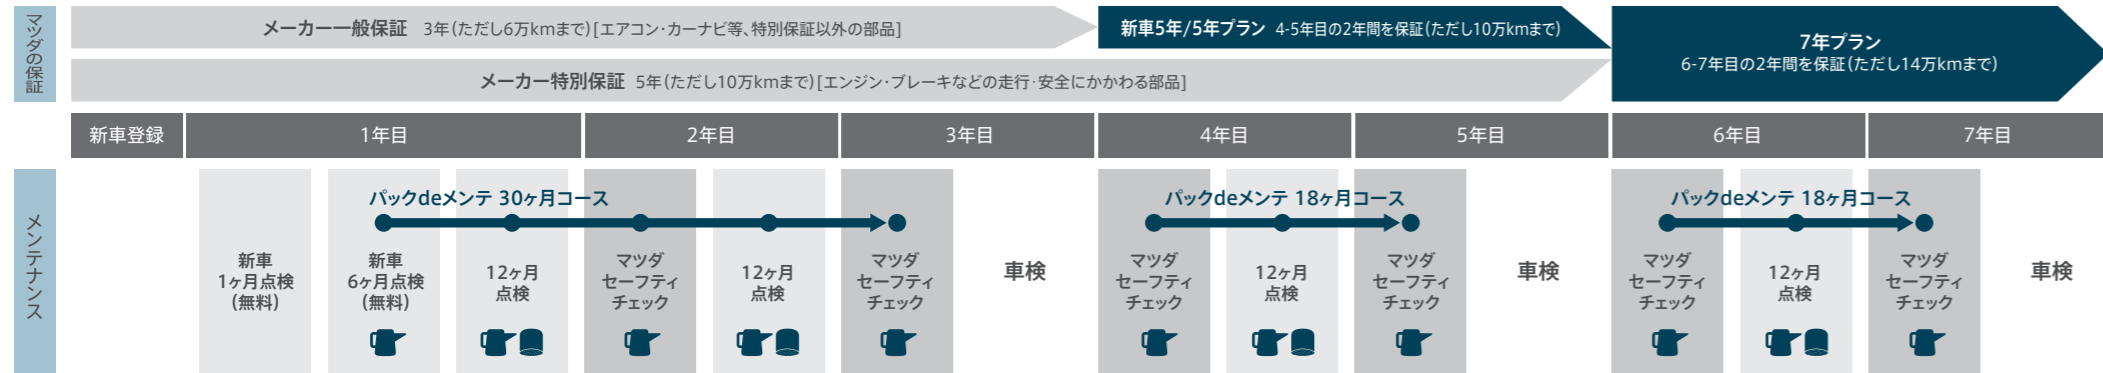 マツダの保証
メーカー一般保証 3年(ただし6万kmまで)[エアコン・カーナビ等、特別保証以外の部品]
新車5年/5年プラン 4-5年目の2年間を保証(ただし10万kmまで)
7年プラン
6-7年目の2年間を保証(ただし14万kmまで)
メーカー特別保証 5年(ただし10万kmまで)[エンジン・ブレーキなどの走行・安全にかかわる部品]
新車登録
1年目
2年目
3年目
4年目
5年目
6年目
7年目
メンテナンス
パックdeメンテ 30ヶ月コース
パックdeメンテ 18ヶ月コース
パックdeメンテ 18ヶ月コース
新車
1ヶ月点検
(無料)
新車
6ヶ月点検
(無料)
12ヶ月
点検
マツダ
セーフティ
チェック
12ヶ月
点検
マツダ
セーフティ
チェック
車検
マツダ
セーフティ
チェック
12ヶ月
点検
マツダ
セーフティ
チェック
車検
マツダ
セーフティ
チェック
12ヶ月
点検
マツダ
セーフティ
チェック
車検